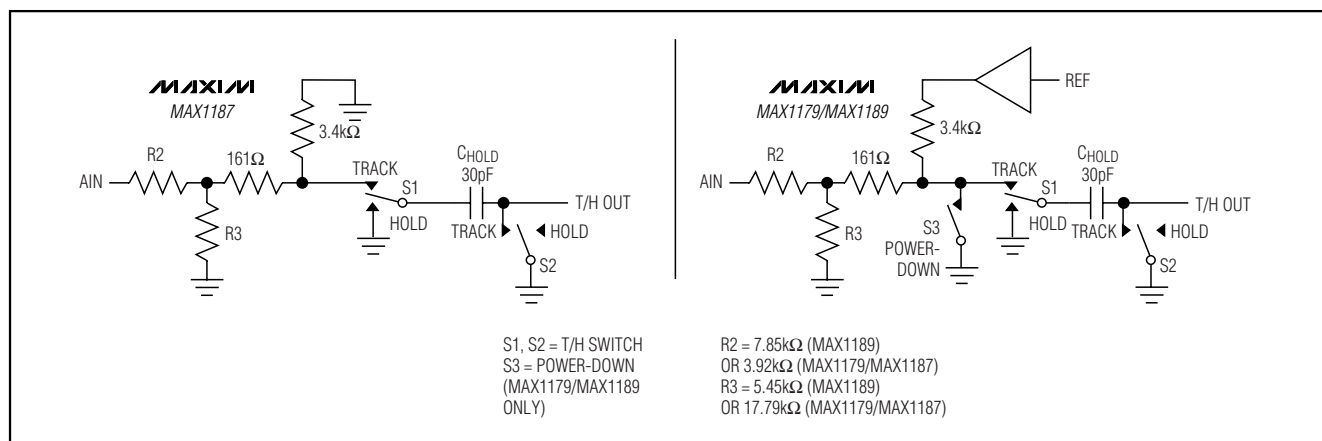 MAXIM
MAX1187
3.4kΩ
R2
161Ω
AIN
R3
TRACK
S1
HOLD
CHOLD
30pF
T/H OUT
TRACK
HOLD
S2
MAXIM
MAX1179/MAX1189
REF
3.4kΩ
R2
161Ω
AIN
R3
S3
POWER-
DOWN
TRACK
S1
HOLD
CHOLD
30pF
T/H OUT
TRACK
HOLD
S2
S1, S2 = T/H SWITCH
S3 = POWER-DOWN
(MAX1179/MAX1189
ONLY)
R2 = 7.85kΩ (MAX1189)
OR 3.92kΩ (MAX1179/MAX1187)
R3 = 5.45kΩ (MAX1189)
OR 17.79kΩ (MAX1179/MAX1187)